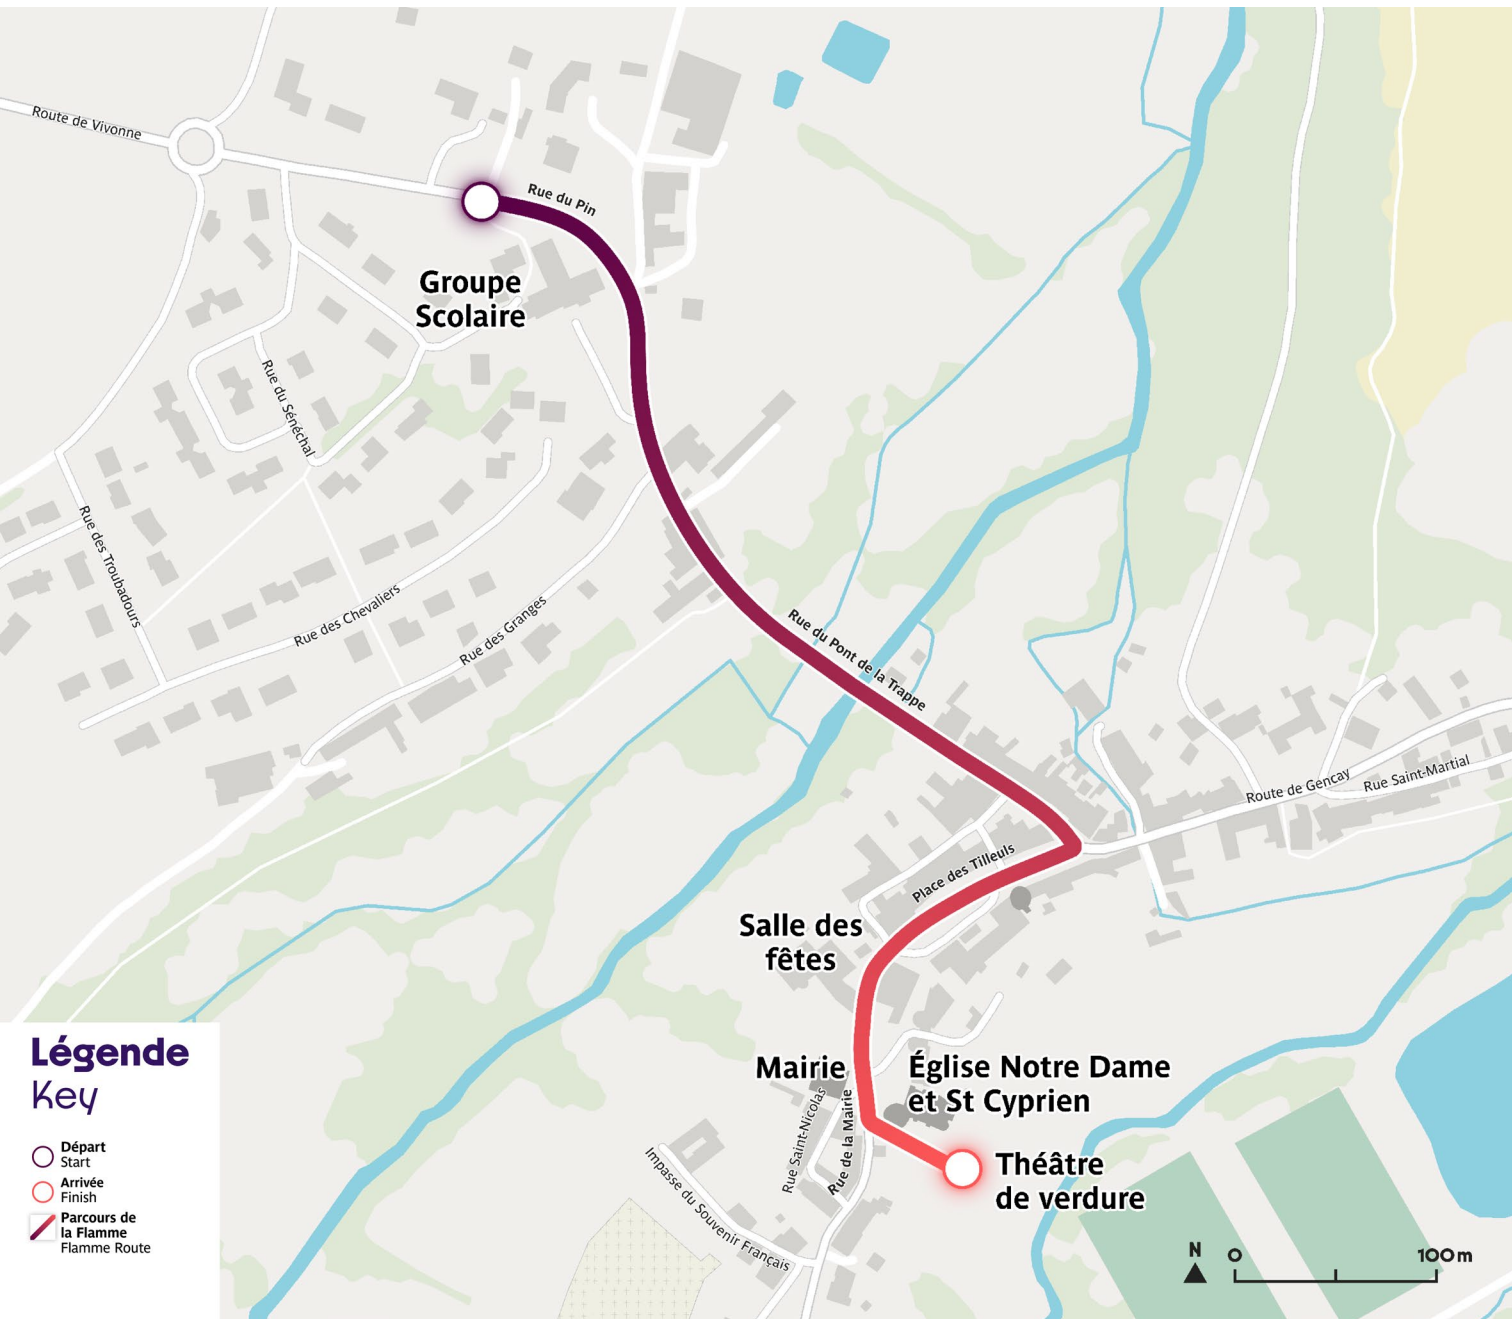 Route de Vivonne
Rue du Pin
Groupe
Scolaire
Rue du Sénéchal
Rue des Troubadours
Rue des Chevaliers
Rue des Granges
Rue du Pont de la Trappe
Route de Gencay
Rue Saint-Martial
Place des Tilleuls
Salle des
fêtes
Mairie
Église Notre Dame
et St Cyprien
Rue Saint-Nicolas
Rue de la Mairie
Impasse du Souvenir Français
Théâtre
de verdure
Légende
Key
Départ
Start
Arrivée
Finish
Parcours de
la Flamme
Flamme Route
N 0 100m